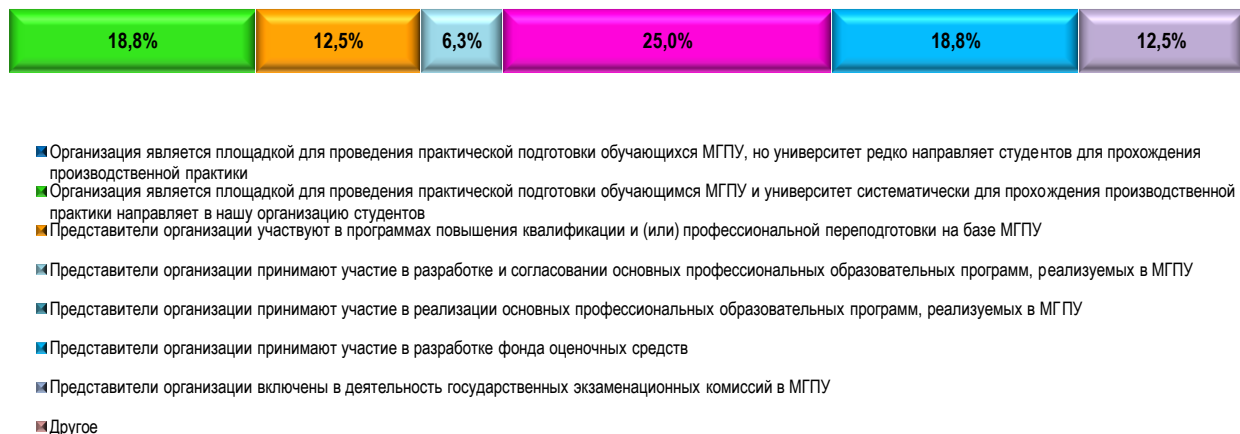 18,8% 12,5% 6,3% 25,0% 18,8% 12,5%
Организация является площадкой для проведения практической подготовки обучающихся МГПУ, но университет редко направляет студентов для прохождения
производственной практики
Организация является площадкой для проведения практической подготовки обучающимся МГПУ и университет систематически для прохождения производственной
практики направляет в нашу организацию студентов
Представители организации участвуют в программах повышения квалификации и (или) профессиональной переподготовки на базе МГПУ
Представители организации принимают участие в разработке и согласовании основных профессиональных образовательных программ, реализуемых в МГПУ
Представители организации принимают участие в реализации основных профессиональных образовательных программ, реализуемых в МГПУ
Представители организации принимают участие в разработке фонда оценочных средств
Представители организации включены в деятельность государственных экзаменационных комиссий в МГПУ
Другое